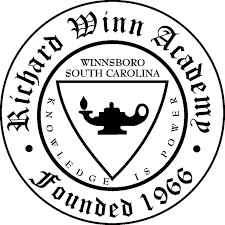 Richard Winn Academy
WINNSBORO
SOUTH CAROLINA
KNOWLEDGE IS POWER
Founded 1966